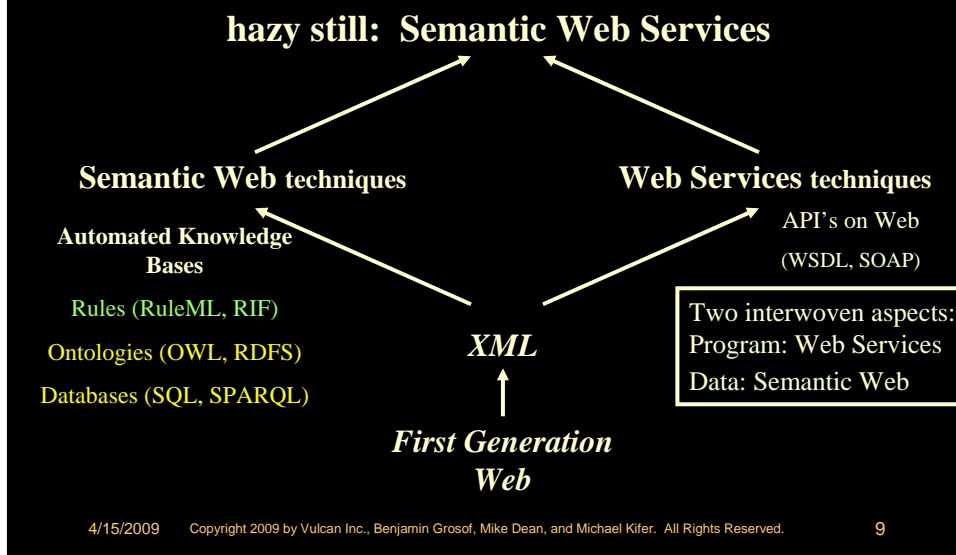 hazy still: Semantic Web Services
Semantic Web techniques
Web Services techniques
Automated Knowledge
Bases
Rules (RuleML, RIF)
Ontologies (OWL, RDFS)
Databases (SQL, SPARQL)
API's on Web
(WSDL, SOAP)
Two interwoven aspects:
Program: Web Services
Data: Semantic Web
XML
First Generation
Web
4/15/2009 Copyright 2009 by Vulcan Inc., Benjamin Grosof, Mike Dean, and Michael Kifer. All Rights Reserved. 9